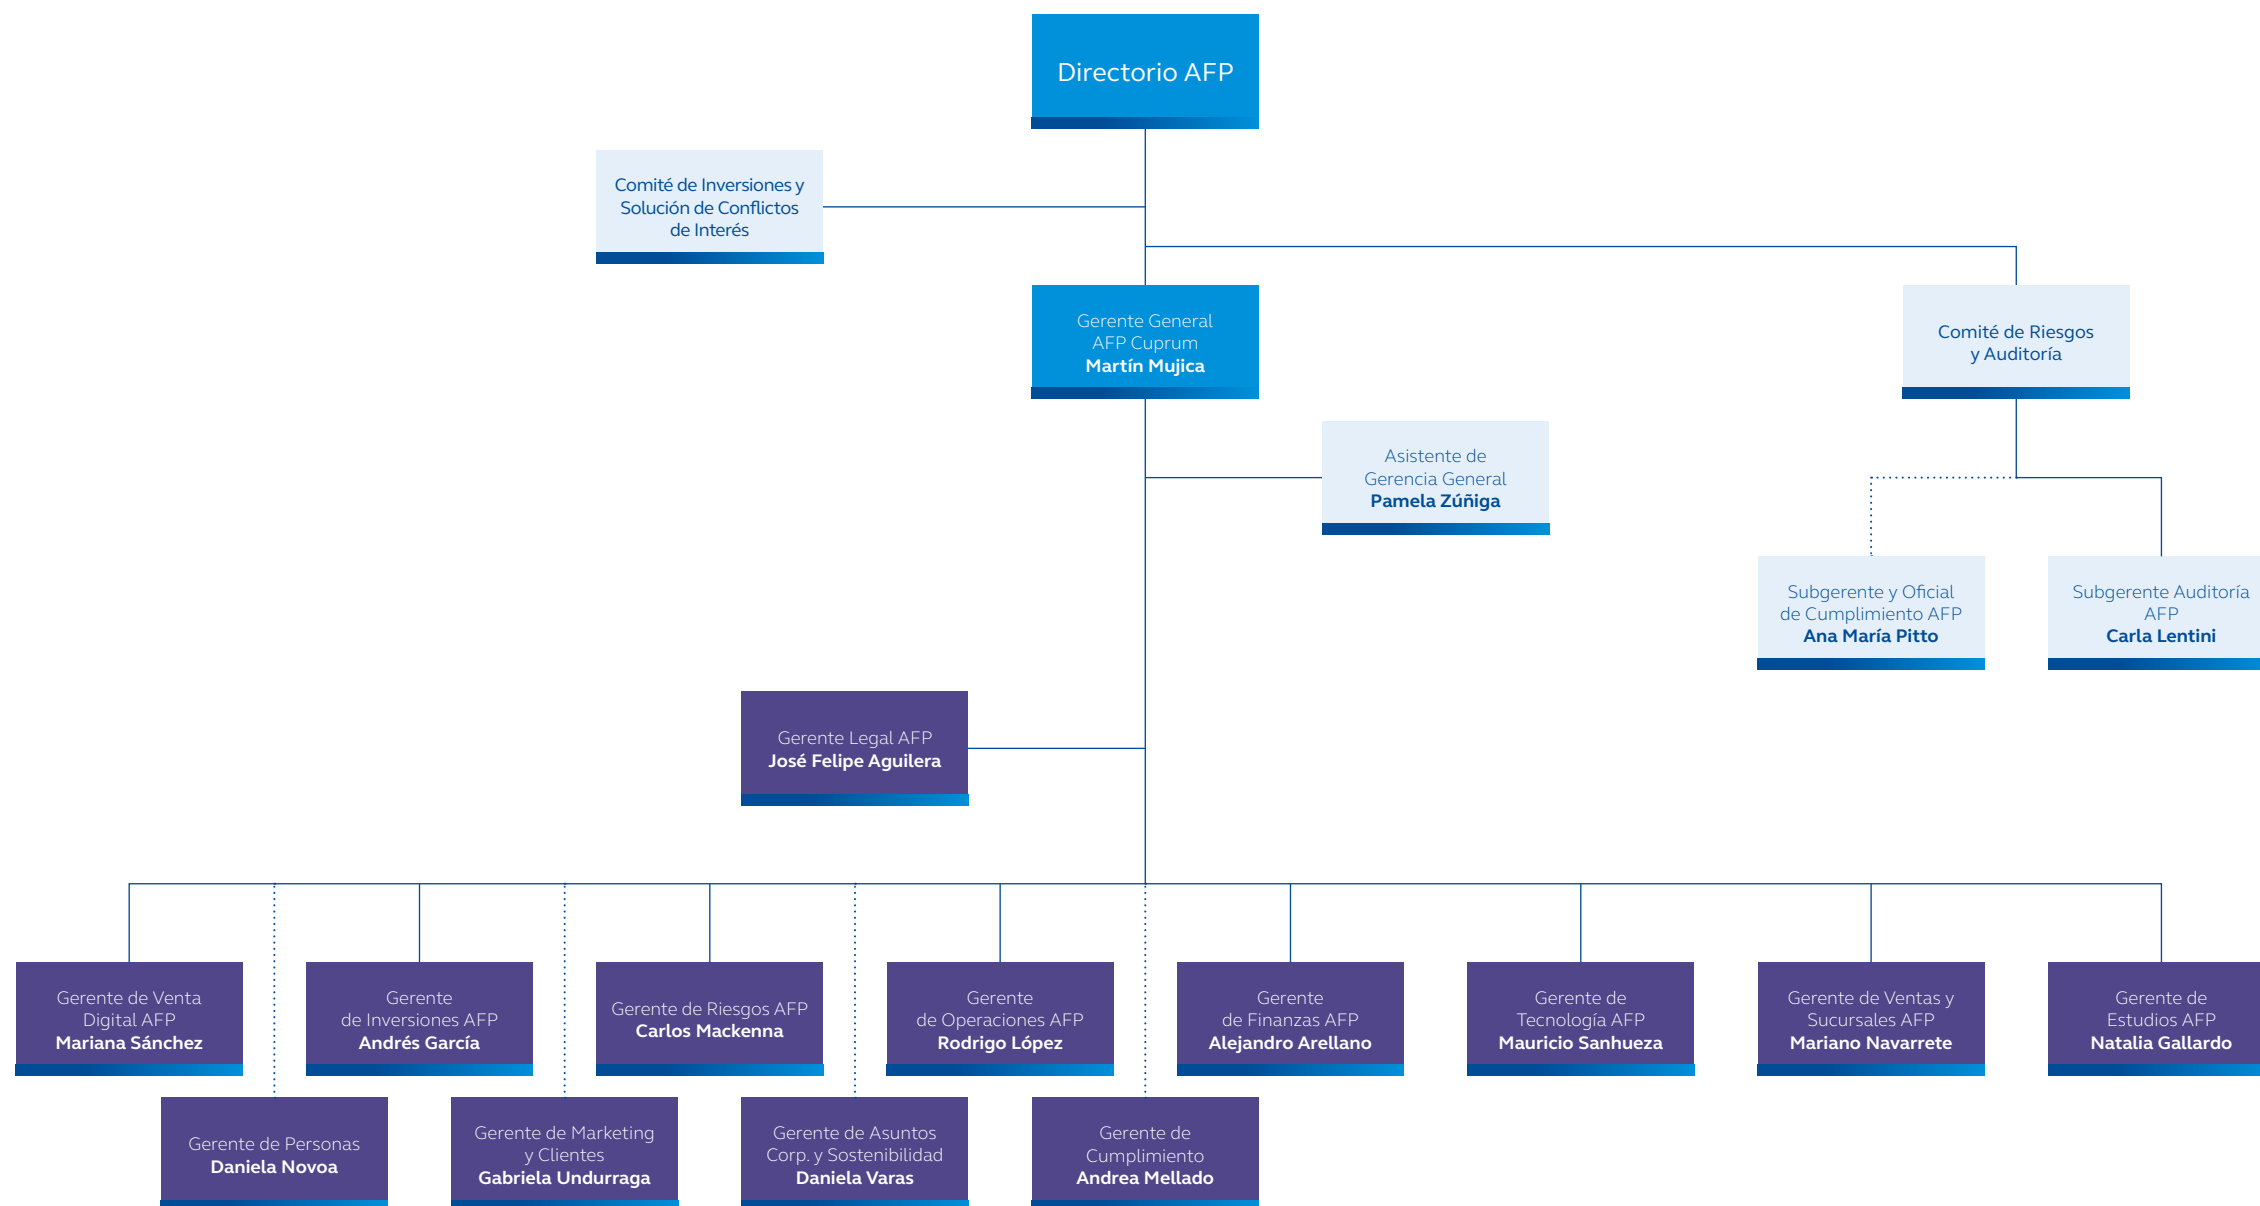 Directorio AFP
Comité de Inversiones y
Solución de Conflictos
de Interés
Gerente General
AFP Cuprum
Martín Mujica
Comité de Riesgos
y Auditoría
Asistente de
Gerencia General
Pamela Zúñiga
Subgerente y Oficial
de Cumplimiento AFP
Ana María Pitto
Subgerente Auditoría
AFP
Carla Lentini
Gerente Legal AFP
José Felipe Aguilera
Gerente de Venta
Digital AFP
Mariana Sánchez
Gerente
de Inversiones AFP
Andrés García
Gerente de Riesgos AFP
Carlos Mackenna
Gerente
de Operaciones AFP
Rodrigo López
Gerente
de Finanzas AFP
Alejandro Arellano
Gerente de
Tecnología AFP
Mauricio Sanhueza
Gerente de Ventas y
Sucursales AFP
Mariano Navarrete
Gerente de
Estudios AFP
Natalia Gallardo
Gerente de Personas
Daniela Novoa
Gerente de Marketing
y Clientes
Gabriela Undurraga
Gerente de Asuntos
Corp. y Sostenibilidad
Daniela Varas
Gerente de
Cumplimiento
Andrea Mellado